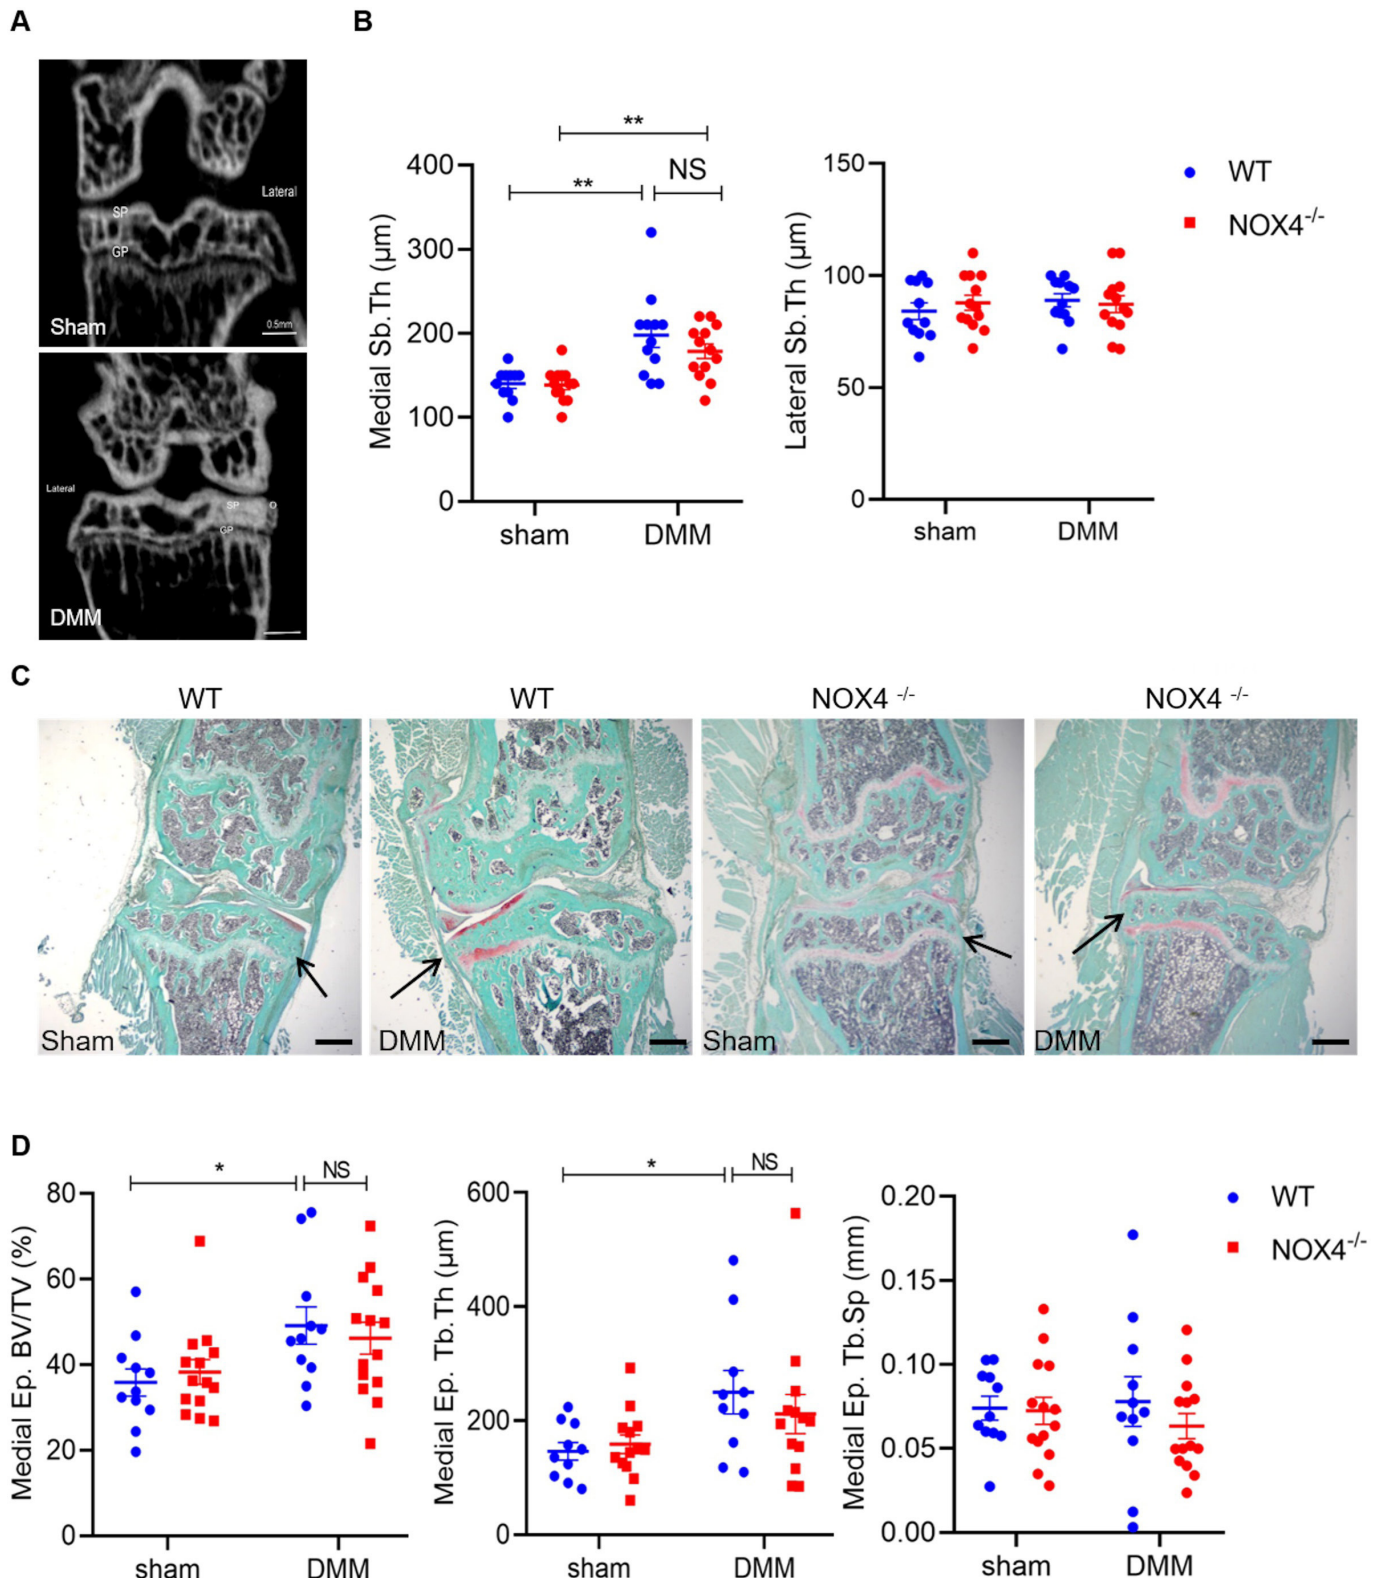 A
B
Lateral
SP
GP
Sham
0.5mm
Lateral
SP
O
GP
DMM
**
**
NS
400
300
200
100
0
Medial Sb.Th (µm)
sham
DMM
150
100
50
0
Lateral Sb.Th (µm)
sham
DMM
WT
NOX4-/-
C
WT
WT
NOX4 -/-
NOX4 -/-
Sham
DMM
Sham
DMM
D
*
NS
80
60
40
20
0
Medial Ep. BV/TV (%)
sham
DMM
*
NS
600
400
200
0
Medial Ep. Tb.Th (µm)
sham
DMM
0.20
0.15
0.10
0.05
0.00
Medial Ep. Tb.Sp (mm)
sham
DMM
WT
NOX4-/-